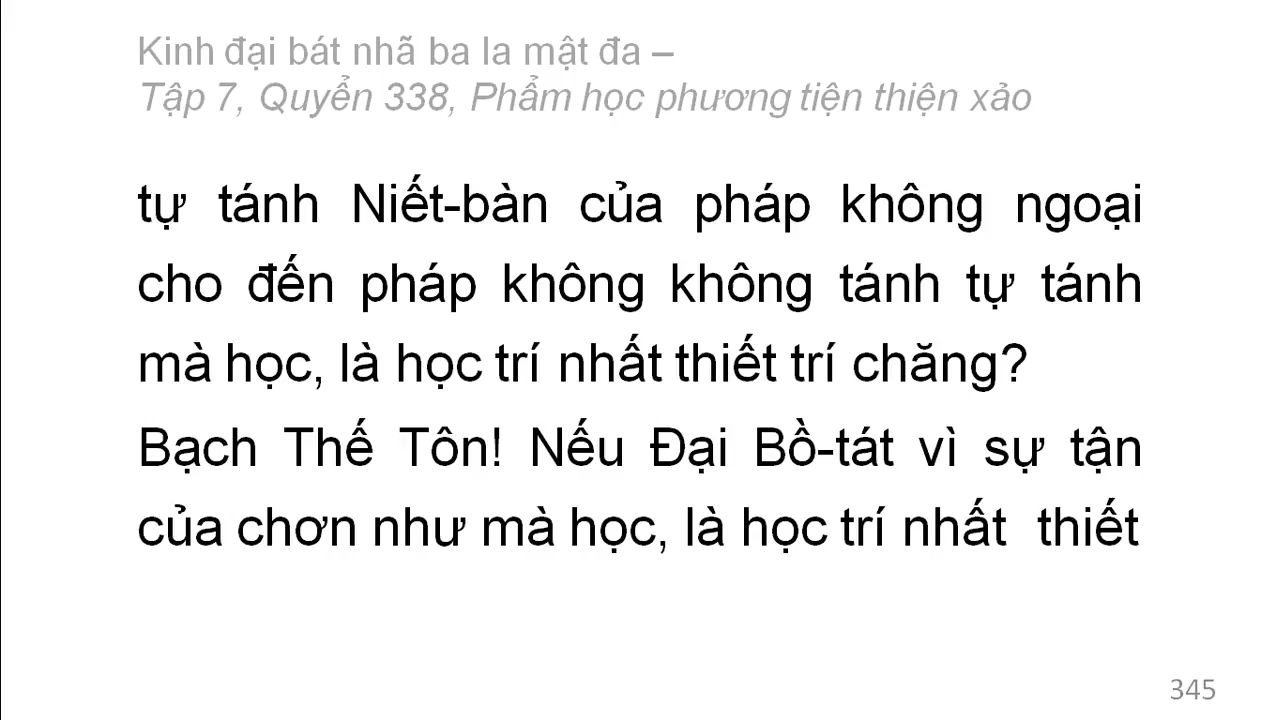 Kinh đại bát nhã ba la mật đa –
Tập 7, Quyển 338, Phẩm học phương tiện thiện xảo
tự tánh Niết-bàn của pháp không ngoại
cho đến pháp không không tánh tự tánh
mà học, là học trí nhất thiết trí chăng?
Bạch Thế Tôn! Nếu Đại Bồ-tát vì sự tận
của chơn như mà học, là học trí nhất thiết
345